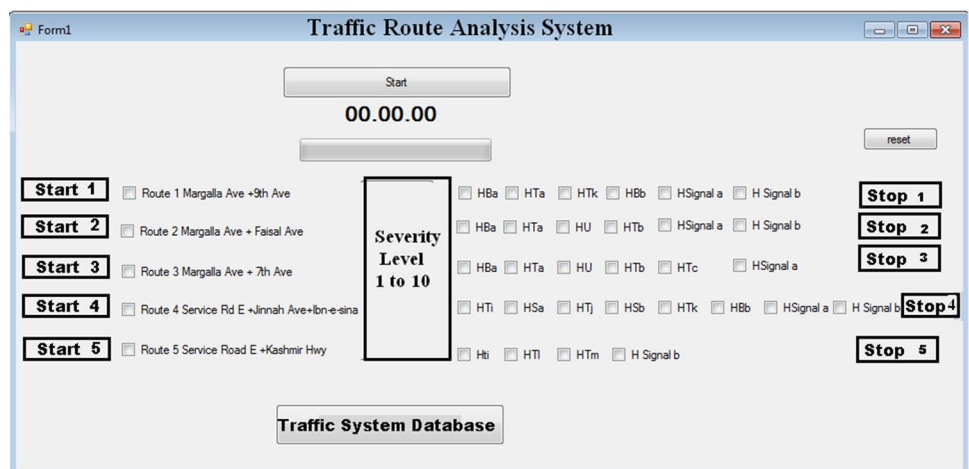 Form1 Traffic Route Analysis System
Start
00.00.00
reset
Start 1 Route 1 Margalla Ave +9th Ave HBa HTa HTk HBb HSignal a H Signal b Stop 1
Start 2 Route 2 Margalla Ave + Faisal Ave HBa HTa HU HTb HSignal a H Signal b Stop 2
Severity
Level
1 to 10
Start 3 Route 3 Margalla Ave + 7th Ave HBa HTa HU HTb HTc HSignal a Stop 3
Start 4 Route 4 Service Rd E +Jinnah Ave+Ibn-e-sina HTi HSa HTj HSb HTk HBb HSignal a H Signal b Stop4
Start 5 Route 5 Service Road E +Kashmir Hwy Hti HTl HTm H Signal b Stop 5
Traffic System Database